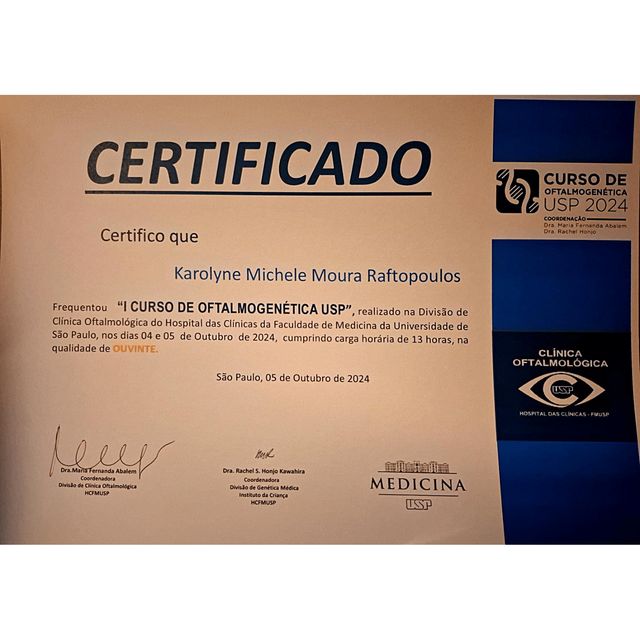 CERTIFICADO
Certifico que
Karolyne Michele Moura Raftopoulos
Frequentou “I CURSO DE OFTALMOGENÉTICA USP”, realizado na Divisão de
Clínica Oftalmológica do Hospital das Clínicas da Faculdade de Medicina da Universidade de
São Paulo, nos dias 04 e 05 de Outubro de 2024, cumprindo carga horária de 13 horas, na
qualidade de OUVINTE.
São Paulo, 05 de Outubro de 2024
Dra.Maria Fernanda Abalem
Coordenadora
Divisão de Clínica Oftalmológica
HCFMUSP
Dra. Rachel S. Honjo Kawahira
Coordenadora
Divisão de Genética Médica
Instituto da Criança
HCFMUSP
MEDICINA
USP
CURSO DE
OFTALMOGENÉTICA
USP 2024
COORDENAÇÃO
Dra. Maria Fernanda Abalem
Dra. Rachel Honjo
CLÍNICA
OFTALMOLÓGICA
USP
HOSPITAL DAS CLÍNICAS - FMUSP